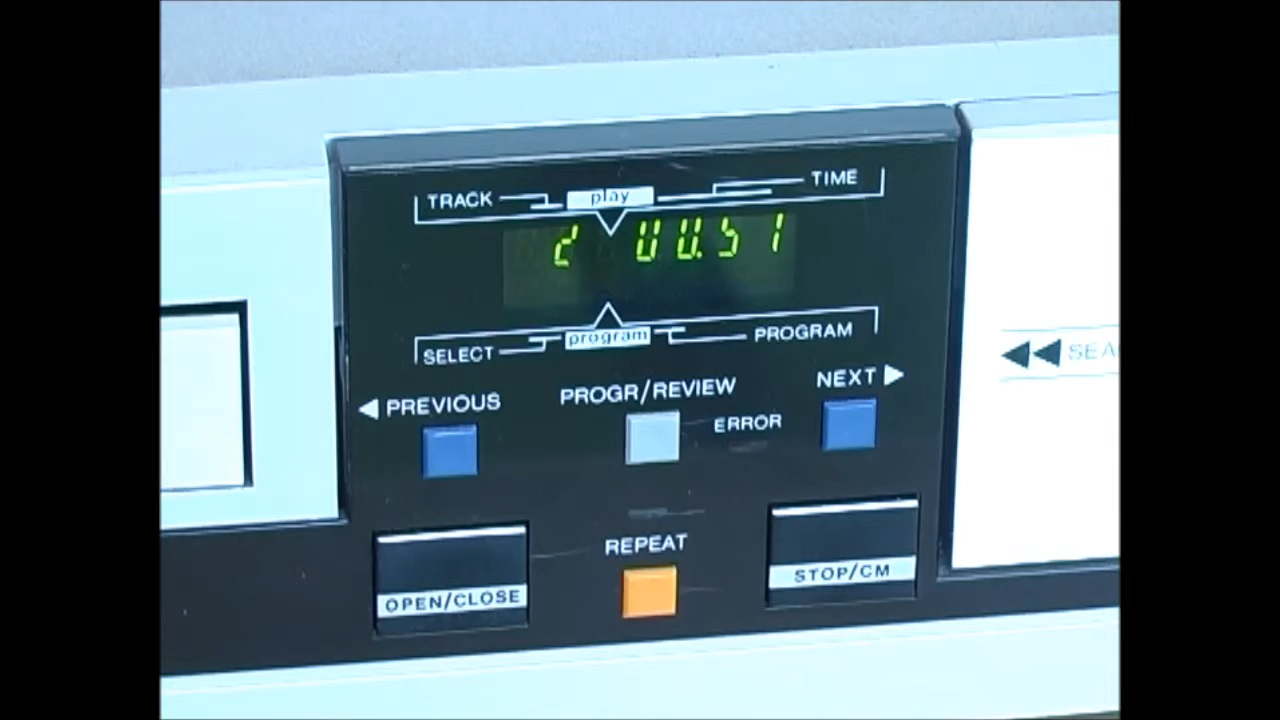 TRACK play TIME
2 00.51
SELECT program PROGRAM
PREVIOUS PROGR/REVIEW NEXT
ERROR
REPEAT
OPEN/CLOSE STOP/CM